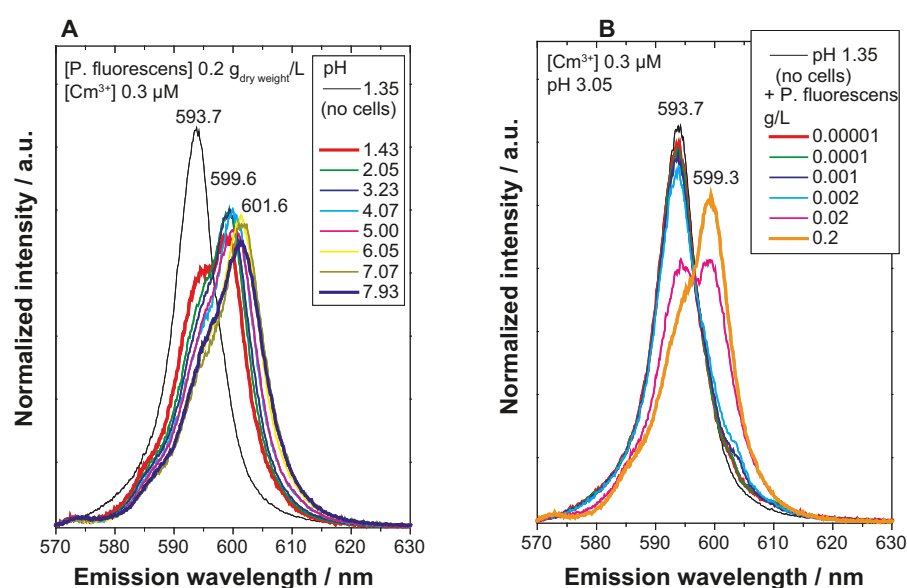 A
[P. fluorescens] 0.2 g dry weight/L
[Cm³⁺] 0.3 µM
593.7
599.6
601.6
pH
1.35
(no cells)
1.43
2.05
3.23
4.07
5.00
6.05
7.07
7.93
Normalized intensity / a.u.
570 580 590 600 610 620 630
Emission wavelength / nm
B
[Cm³⁺] 0.3 µM
pH 3.05
593.7
599.3
pH 1.35
(no cells)
+ P. fluorescens
g/L
0.00001
0.0001
0.001
0.002
0.02
0.2
Normalized intensity / a.u.
570 580 590 600 610 620 630
Emission wavelength / nm